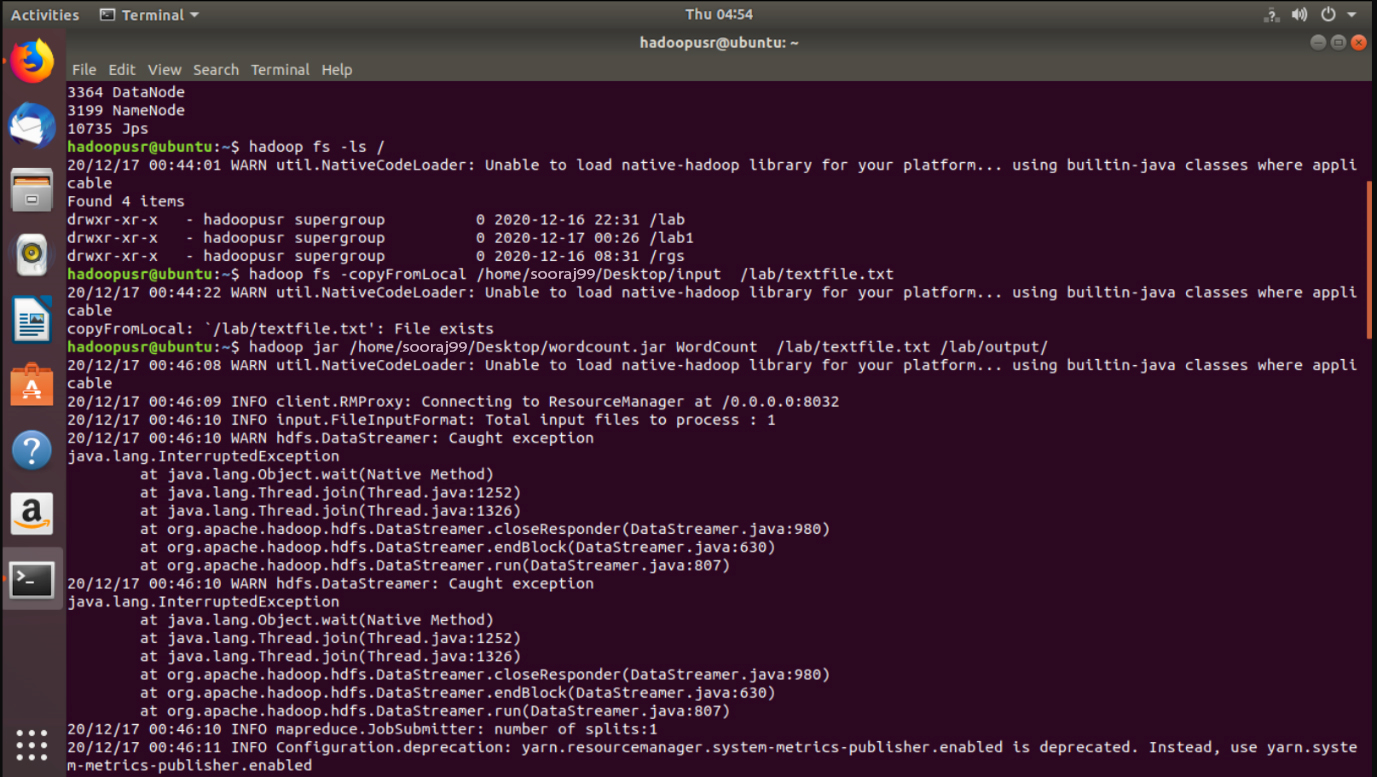 Activities Terminal Thu 04:54
hadoopusr@ubuntu: ~
File Edit View Search Terminal Help
3364 DataNode
3199 NameNode
10735 Jps
hadoopusr@ubuntu:~$ hadoop fs -ls /
20/12/17 00:44:01 WARN util.NativeCodeLoader: Unable to load native-hadoop library for your platform... using builtin-java classes where appli
cable
Found 4 items
drwxr-xr-x   - hadoopusr supergroup          0 2020-12-16 22:31 /lab
drwxr-xr-x   - hadoopusr supergroup          0 2020-12-17 00:26 /lab1
drwxr-xr-x   - hadoopusr supergroup          0 2020-12-16 08:31 /rgs
hadoopusr@ubuntu:~$ hadoop fs -copyFromLocal /home/sooraj99/Desktop/input  /lab/textfile.txt
20/12/17 00:44:22 WARN util.NativeCodeLoader: Unable to load native-hadoop library for your platform... using builtin-java classes where appli
cable
copyFromLocal: `/lab/textfile.txt': File exists
hadoopusr@ubuntu:~$ hadoop jar /home/sooraj99/Desktop/wordcount.jar WordCount  /lab/textfile.txt /lab/output/
20/12/17 00:46:08 WARN util.NativeCodeLoader: Unable to load native-hadoop library for your platform... using builtin-java classes where appli
cable
20/12/17 00:46:09 INFO client.RMProxy: Connecting to ResourceManager at /0.0.0.0:8032
20/12/17 00:46:10 INFO input.FileInputFormat: Total input files to process : 1
20/12/17 00:46:10 WARN hdfs.DataStreamer: Caught exception
java.lang.InterruptedException
        at java.lang.Object.wait(Native Method)
        at java.lang.Thread.join(Thread.java:1252)
        at java.lang.Thread.join(Thread.java:1326)
        at org.apache.hadoop.hdfs.DataStreamer.closeResponder(DataStreamer.java:980)
        at org.apache.hadoop.hdfs.DataStreamer.endBlock(DataStreamer.java:630)
        at org.apache.hadoop.hdfs.DataStreamer.run(DataStreamer.java:807)
20/12/17 00:46:10 WARN hdfs.DataStreamer: Caught exception
java.lang.InterruptedException
        at java.lang.Object.wait(Native Method)
        at java.lang.Thread.join(Thread.java:1252)
        at java.lang.Thread.join(Thread.java:1326)
        at org.apache.hadoop.hdfs.DataStreamer.closeResponder(DataStreamer.java:980)
        at org.apache.hadoop.hdfs.DataStreamer.endBlock(DataStreamer.java:630)
        at org.apache.hadoop.hdfs.DataStreamer.run(DataStreamer.java:807)
20/12/17 00:46:10 INFO mapreduce.JobSubmitter: number of splits:1
20/12/17 00:46:11 INFO Configuration.deprecation: yarn.resourcemanager.system-metrics-publisher.enabled is deprecated. Instead, use yarn.syste
m-metrics-publisher.enabled